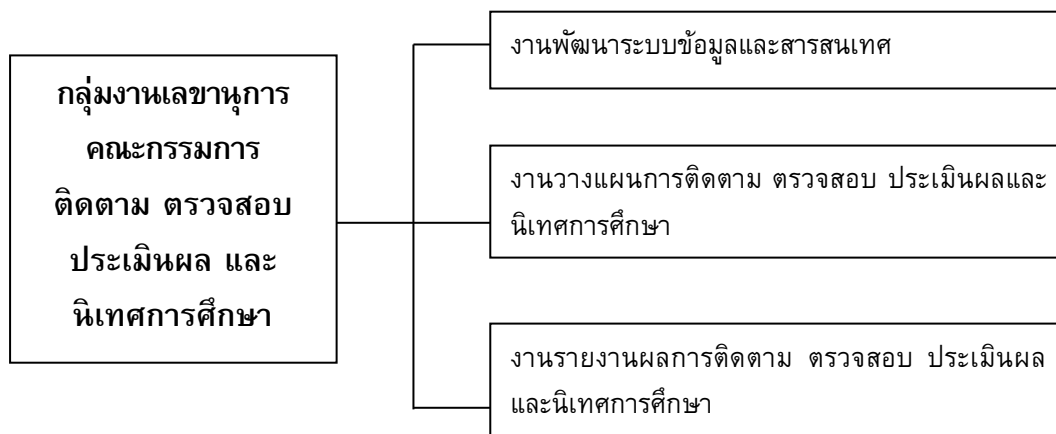 กลุ่มงานเลขานุการ
คณะกรรมการ
ติดตาม ตรวจสอบ
ประเมินผล และ
นิเทศการศึกษา
งานพัฒนาระบบข้อมูลและสารสนเทศ
งานวางแผนการติดตาม ตรวจสอบ ประเมินผลและ
นิเทศการศึกษา
งานรายงานผลการติดตาม ตรวจสอบ ประเมินผล
และนิเทศการศึกษา